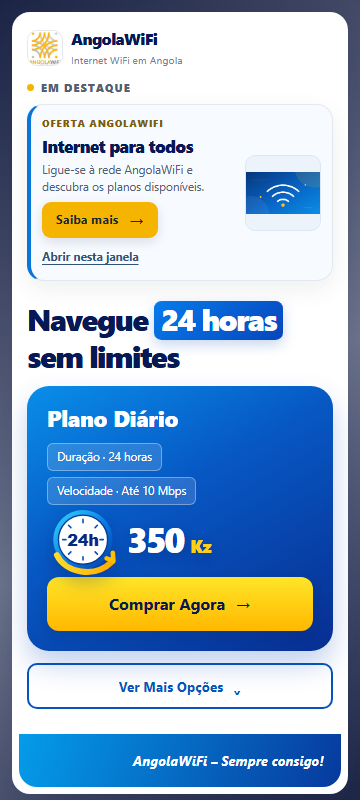 AngolaWiFi
Internet WiFi em Angola
EM DESTAQUE
OFERTA ANGOLAWIFI
Internet para todos
Ligue-se à rede AngolaWiFi e
descubra os planos disponíveis.
Saiba mais →
Abrir nesta janela
Navegue 24 horas
sem limites
Plano Diário
Duração · 24 horas
Velocidade · Até 10 Mbps
24h
350 Kz
Comprar Agora →
Ver Mais Opções ⌄
AngolaWiFi – Sempre consigo!